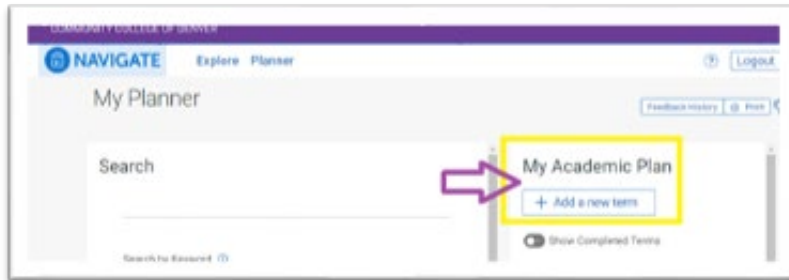 COMMUNITY COLLEGE OF DENVER
NAVIGATE Explore Planner Logout
My Planner
Feedback History Print
Search
My Academic Plan
+ Add a new term
Show Completed Terms
Search by Keyword